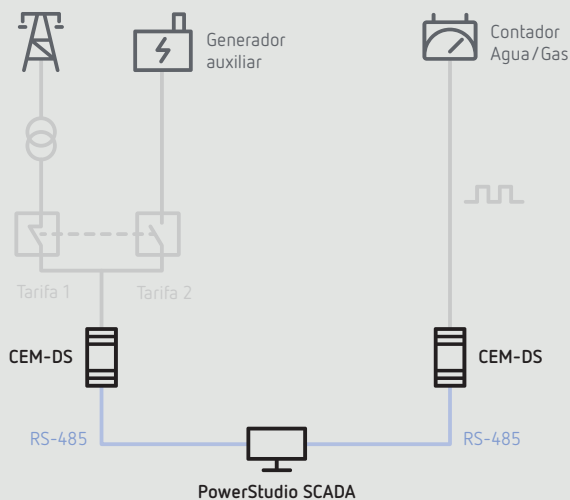 Generador
auxiliar
Contador
Agua/Gas
Tarifa 1
Tarifa 2
CEM-DS
CEM-DS
RS-485
RS-485
PowerStudio SCADA